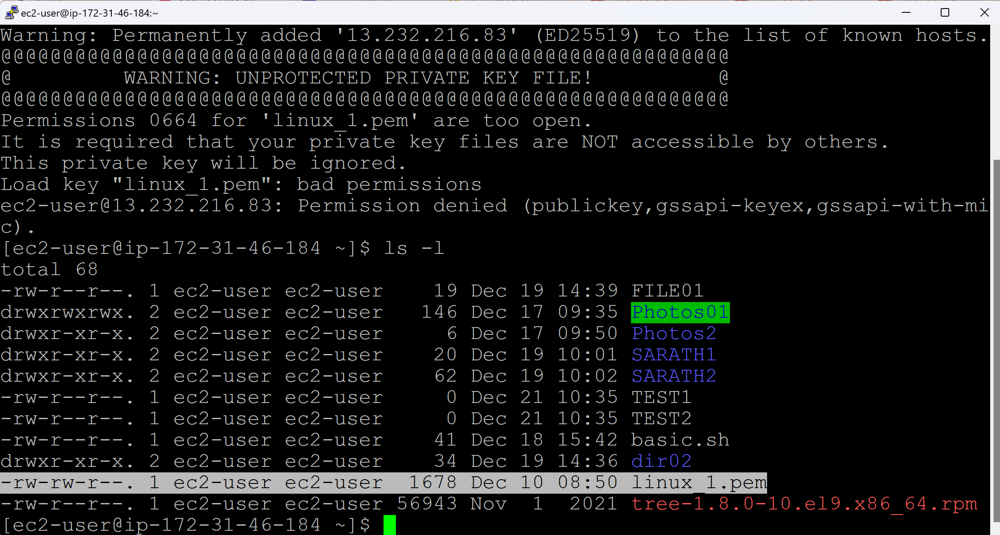 ec2-user@ip-172-31-46-184:~
Warning: Permanently added '13.232.216.83' (ED25519) to the list of known hosts.
@@@@@@@@@@@@@@@@@@@@@@@@@@@@@@@@@@@@@@@@@@@@@@@@@@@@@@@@@@@
@         WARNING: UNPROTECTED PRIVATE KEY FILE!          @
@@@@@@@@@@@@@@@@@@@@@@@@@@@@@@@@@@@@@@@@@@@@@@@@@@@@@@@@@@@
Permissions 0664 for 'linux_1.pem' are too open.
It is required that your private key files are NOT accessible by others.
This private key will be ignored.
Load key "linux_1.pem": bad permissions
ec2-user@13.232.216.83: Permission denied (publickey,gssapi-keyex,gssapi-with-mi
c).
[ec2-user@ip-172-31-46-184 ~]$ ls -l
total 68
-rw-r--r--. 1 ec2-user ec2-user    19 Dec 19 14:39 FILE01
drwxrwxrwx. 2 ec2-user ec2-user   146 Dec 17 09:35 Photos01
drwxr-xr-x. 2 ec2-user ec2-user     6 Dec 17 09:50 Photos2
drwxr-xr-x. 2 ec2-user ec2-user    20 Dec 19 10:01 SARATH1
drwxr-xr-x. 2 ec2-user ec2-user    62 Dec 19 10:02 SARATH2
-rw-r--r--. 1 ec2-user ec2-user     0 Dec 21 10:35 TEST1
-rw-r--r--. 1 ec2-user ec2-user     0 Dec 21 10:35 TEST2
-rw-r--r--. 1 ec2-user ec2-user    41 Dec 18 15:42 basic.sh
drwxr-xr-x. 2 ec2-user ec2-user    34 Dec 19 14:36 dir02
-rw-rw-r--. 1 ec2-user ec2-user  1678 Dec 10 08:50 linux_1.pem
-rw-r--r--. 1 ec2-user ec2-user 56943 Nov  1  2021 tree-1.8.0-10.el9.x86_64.rpm
[ec2-user@ip-172-31-46-184 ~]$